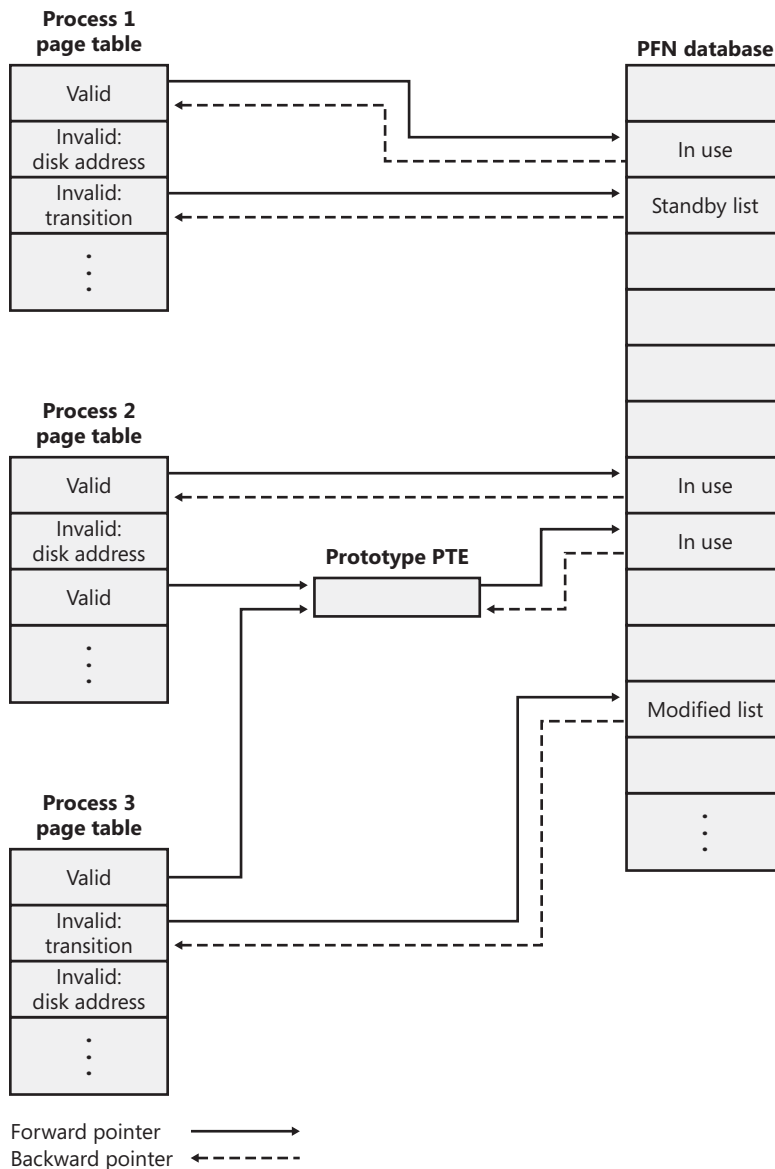 Process 1
page table
Valid
Invalid:
disk address
Invalid:
transition
PFN database
In use
Standby list
Process 2
page table
Valid
Invalid:
disk address
Valid
Prototype PTE
In use
In use
Modified list
Process 3
page table
Valid
Invalid:
transition
Invalid:
disk address
Forward pointer
Backward pointer